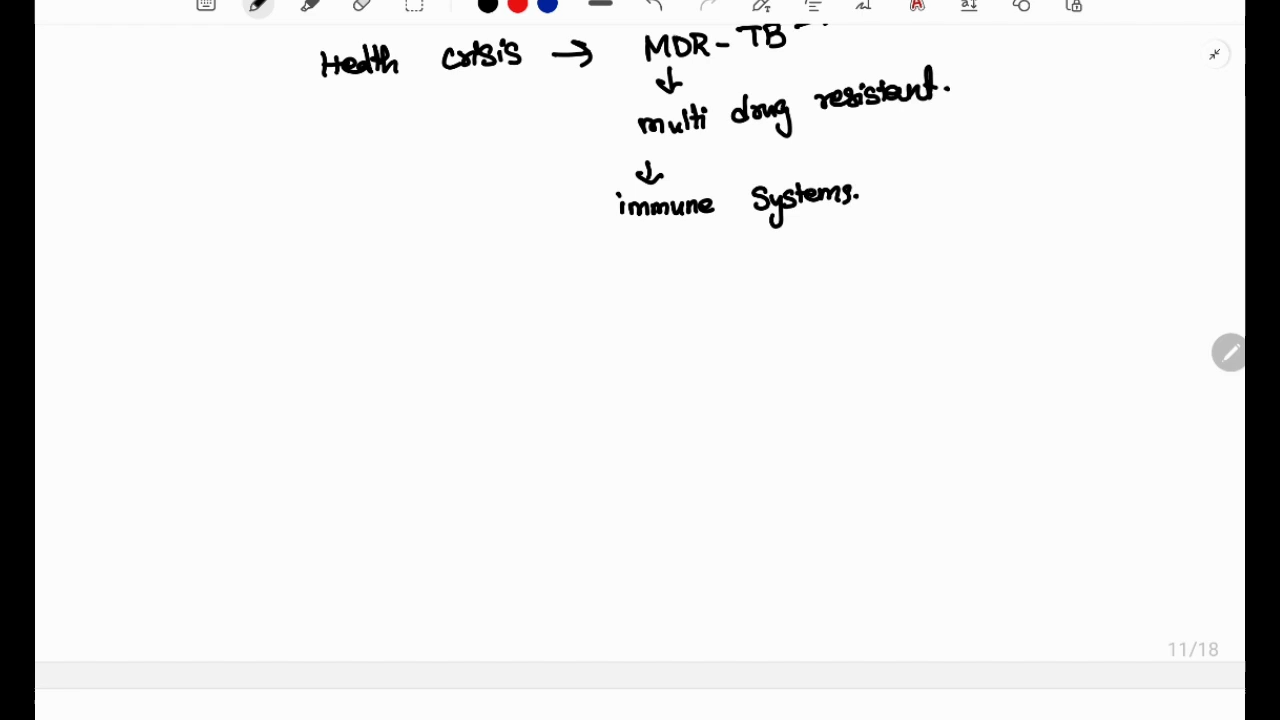 Health crisis → MDR-TB
↓
multi drug resistant.
↓
immune systems.
11/18